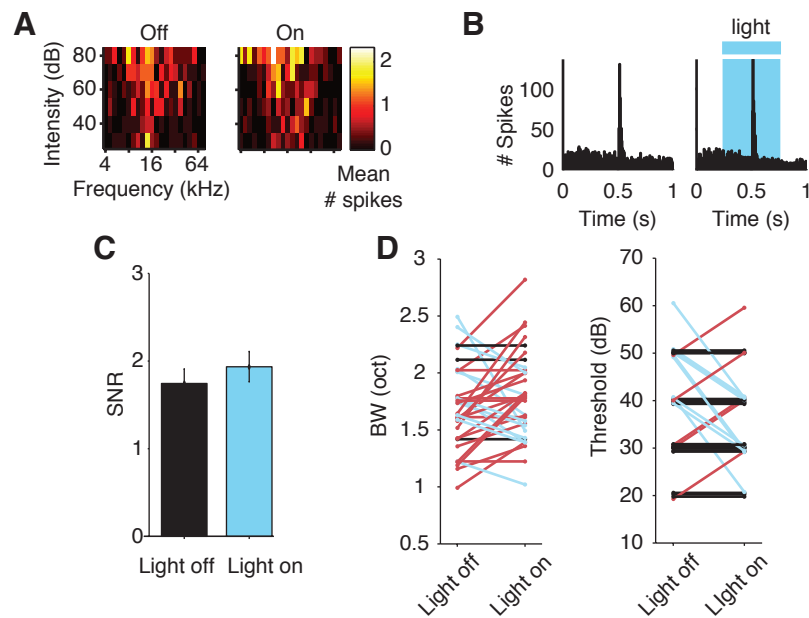 A
Off
On
Intensity (dB)
80
60
40
4
16
64
Frequency (kHz)
2
1
0
Mean
# spikes
B
light
# Spikes
100
50
0
0
0.5
1
0
0.5
1
Time (s)
Time (s)
C
SNR
3
2
1
0
Light off
Light on
D
BW (oct)
3
2.5
2
1.5
1
0.5
Light off
Light on
Threshold (dB)
70
60
50
40
30
20
10
Light off
LIght on